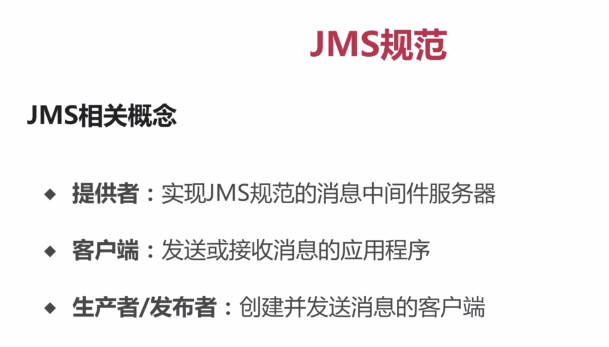 JMS规范
JMS相关概念
◆ 提供者：实现JMS规范的消息中间件服务器
◆ 客户端：发送或接收消息的应用程序
◆ 生产者/发布者：创建并发送消息的客户端